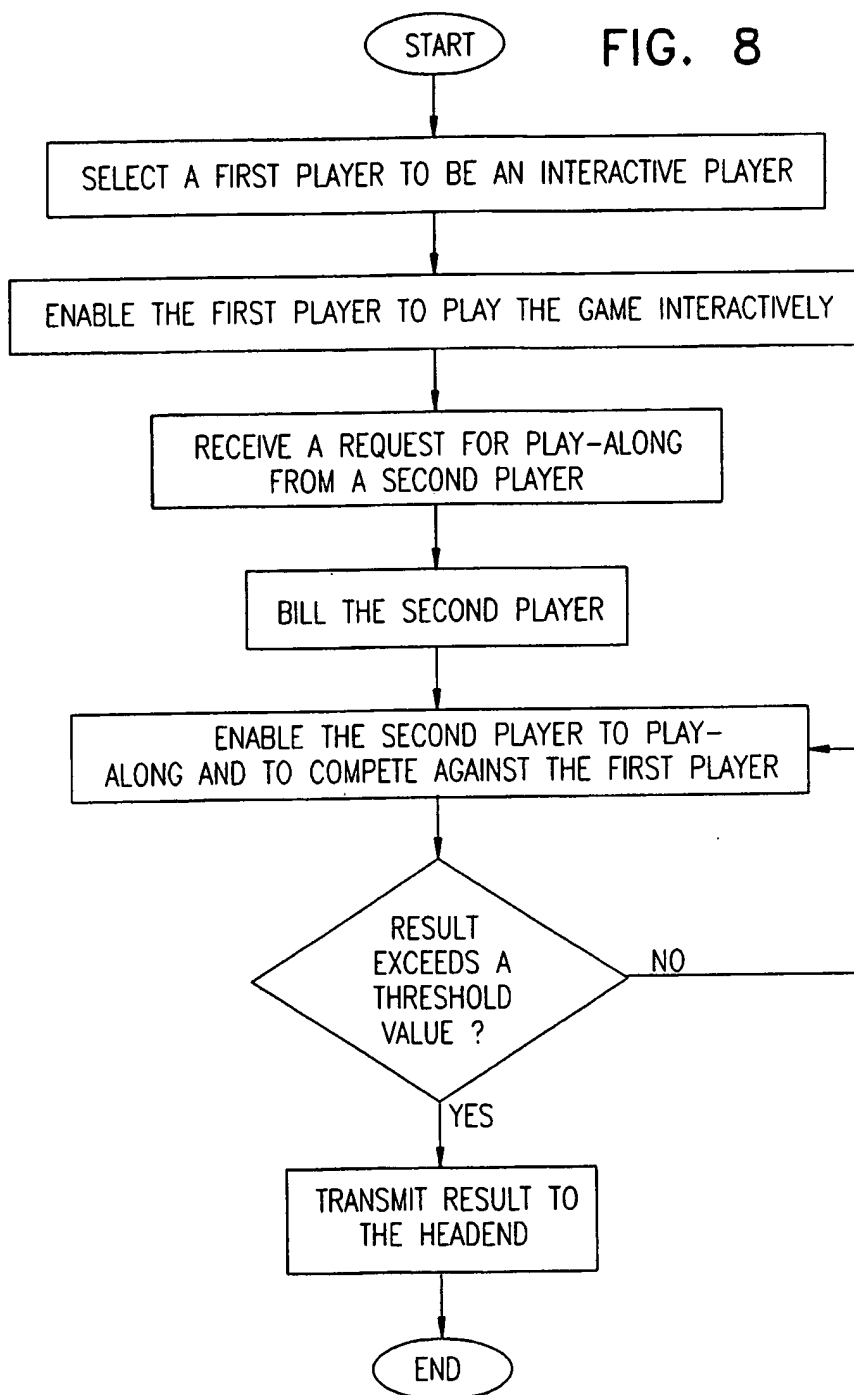 FIG. 8
START
SELECT A FIRST PLAYER TO BE AN INTERACTIVE PLAYER
ENABLE THE FIRST PLAYER TO PLAY THE GAME INTERACTIVELY
RECEIVE A REQUEST FOR PLAY-ALONG
FROM A SECOND PLAYER
BILL THE SECOND PLAYER
ENABLE THE SECOND PLAYER TO PLAY-
ALONG AND TO COMPETE AGAINST THE FIRST PLAYER
RESULT
EXCEEDS A
THRESHOLD
VALUE ?
NO
YES
TRANSMIT RESULT TO
THE HEADEND
END